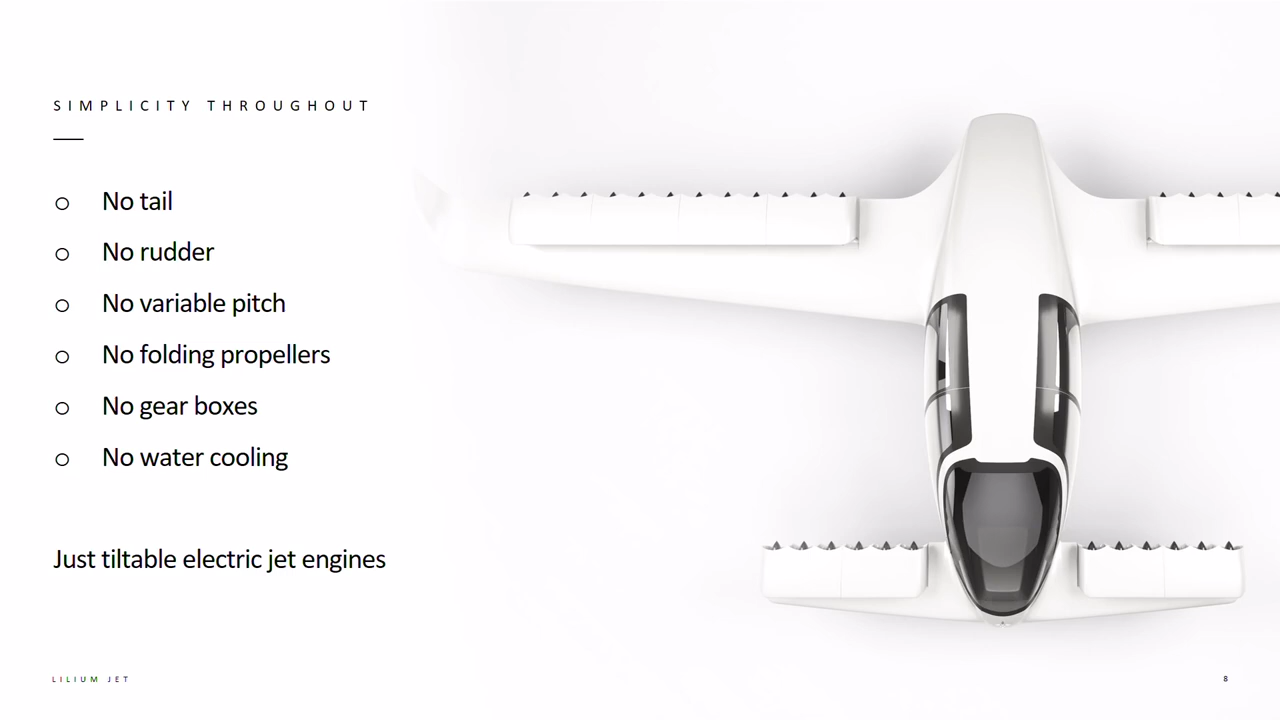 SIMPLICITY THROUGHOUT
o No tail
o No rudder
o No variable pitch
o No folding propellers
o No gear boxes
o No water cooling
Just tiltable electric jet engines
LILIUM JET
8